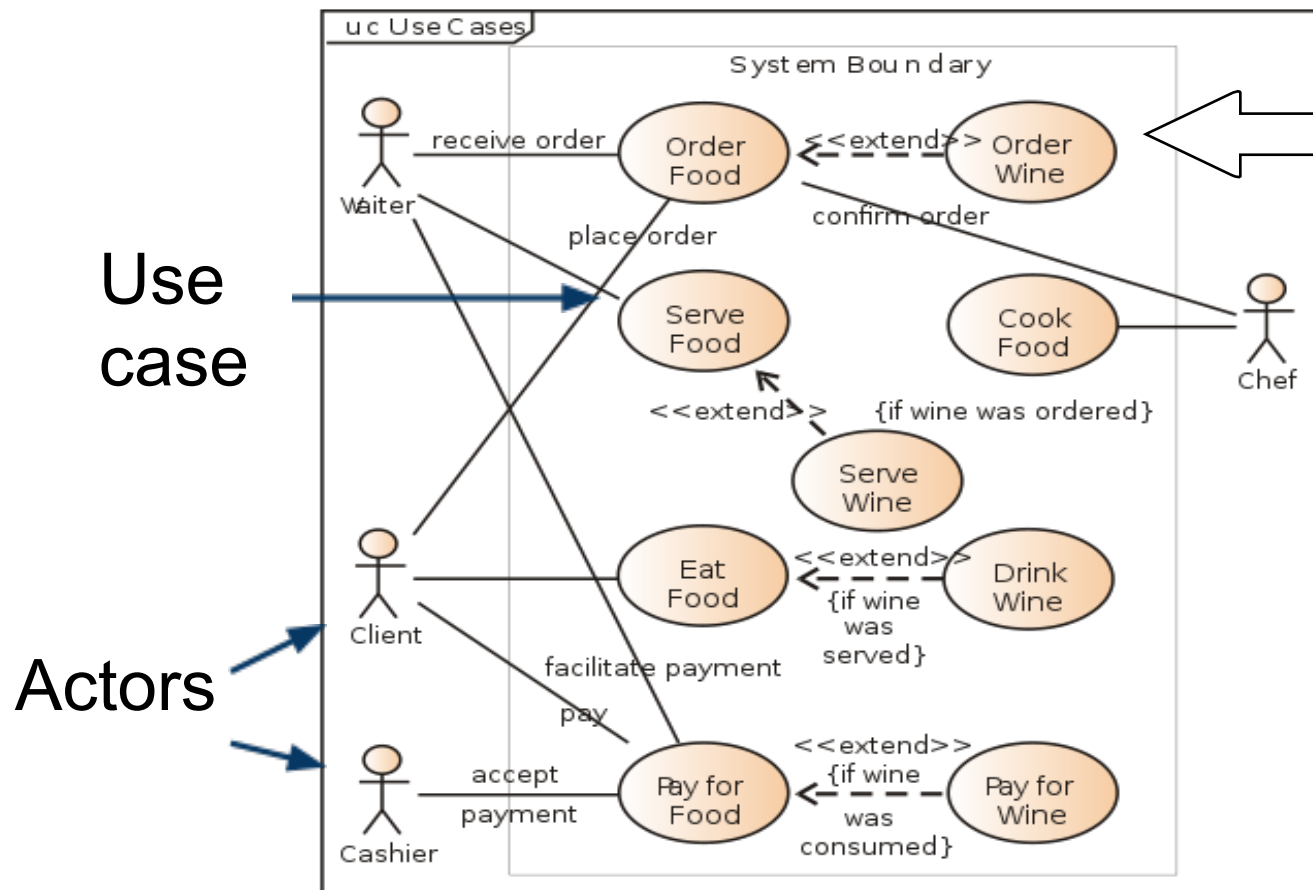 uc UseCases
System Boundary
receive order
Order
Food
<<extend>>
Order
Wine
Waiter
place order
confirm order
Use
case
Serve
Food
Cook
Food
Chef
<<extend>>
{if wine was ordered}
Serve
Wine
Client
Eat
Food
<<extend>>
{if wine
was
served}
Drink
Wine
Actors
facilitate payment
pay
Cashier
accept
payment
Pay for
Food
<<extend>>
{if wine
was
consumed}
Pay for
Wine